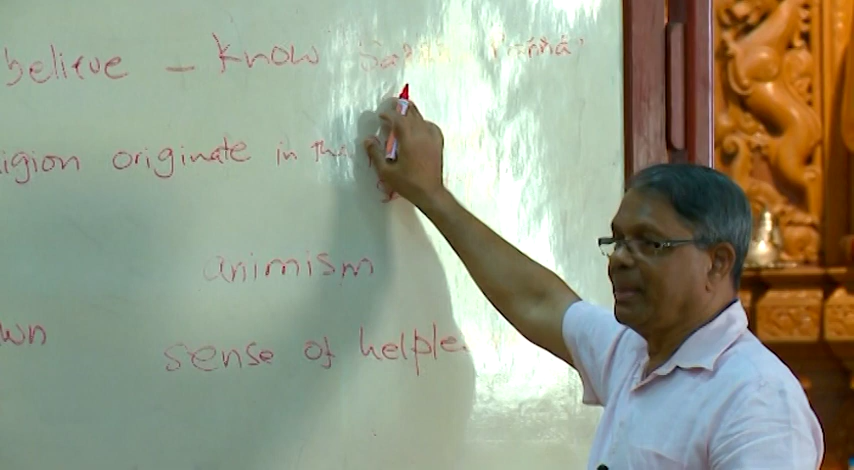 believe - know
igion originate in the
animism
wn
sense of helple